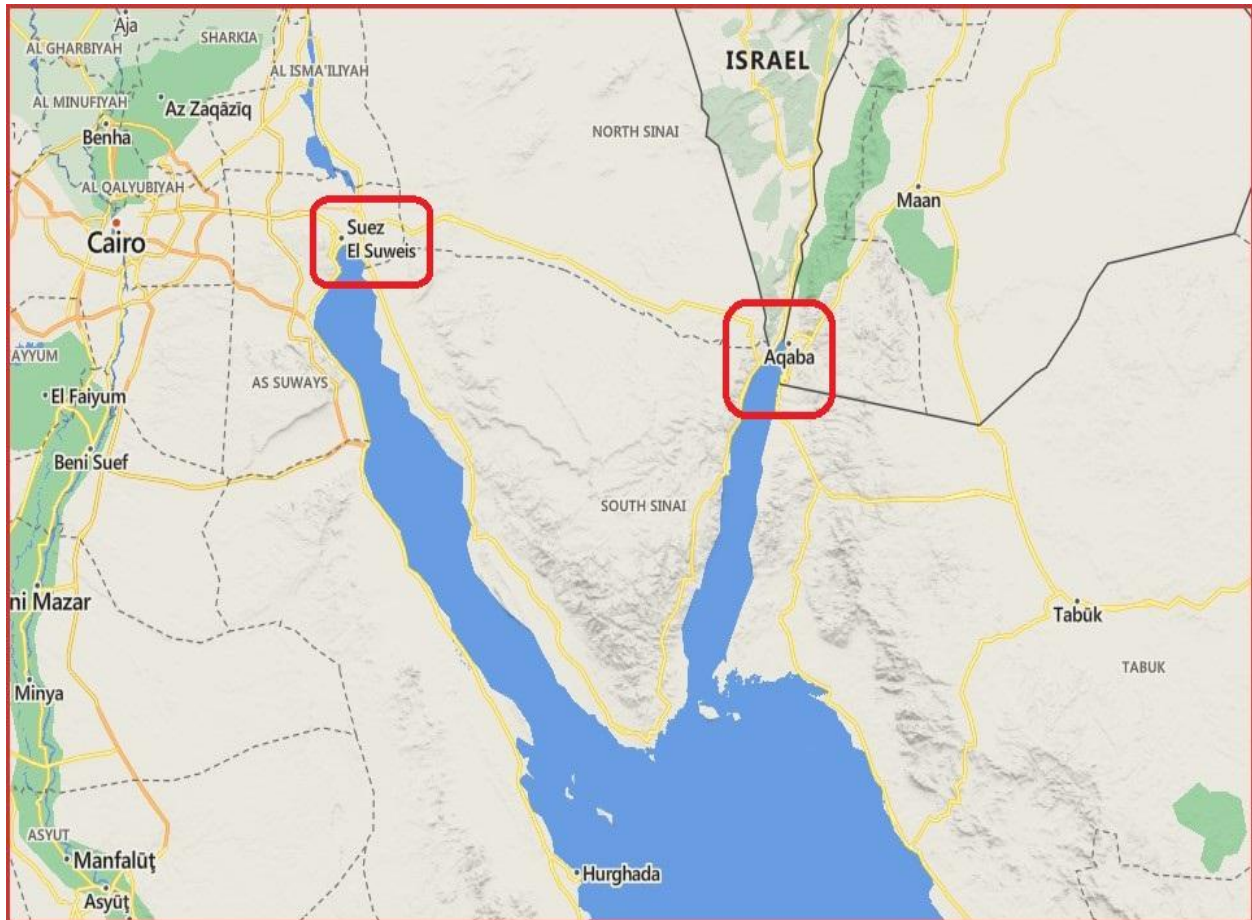 Aja
SHARKIA
AL GHARBIYAH
ISRAEL
AL ISMA'ILIYAH
AL MINUFIYAH
Az Zaqāzīq
NORTH SINAI
Benha
AL QALYUBIYAH
Maan
Suez
Cairo
El Suweis
AYYUM
Aqaba
AS SUWAYS
El Faiyum
Beni Suef
SOUTH SINAI
ni Mazar
Tabūk
TABUK
Minya
ASYUT
Manfalūţ
Hurghada
Asyūţ